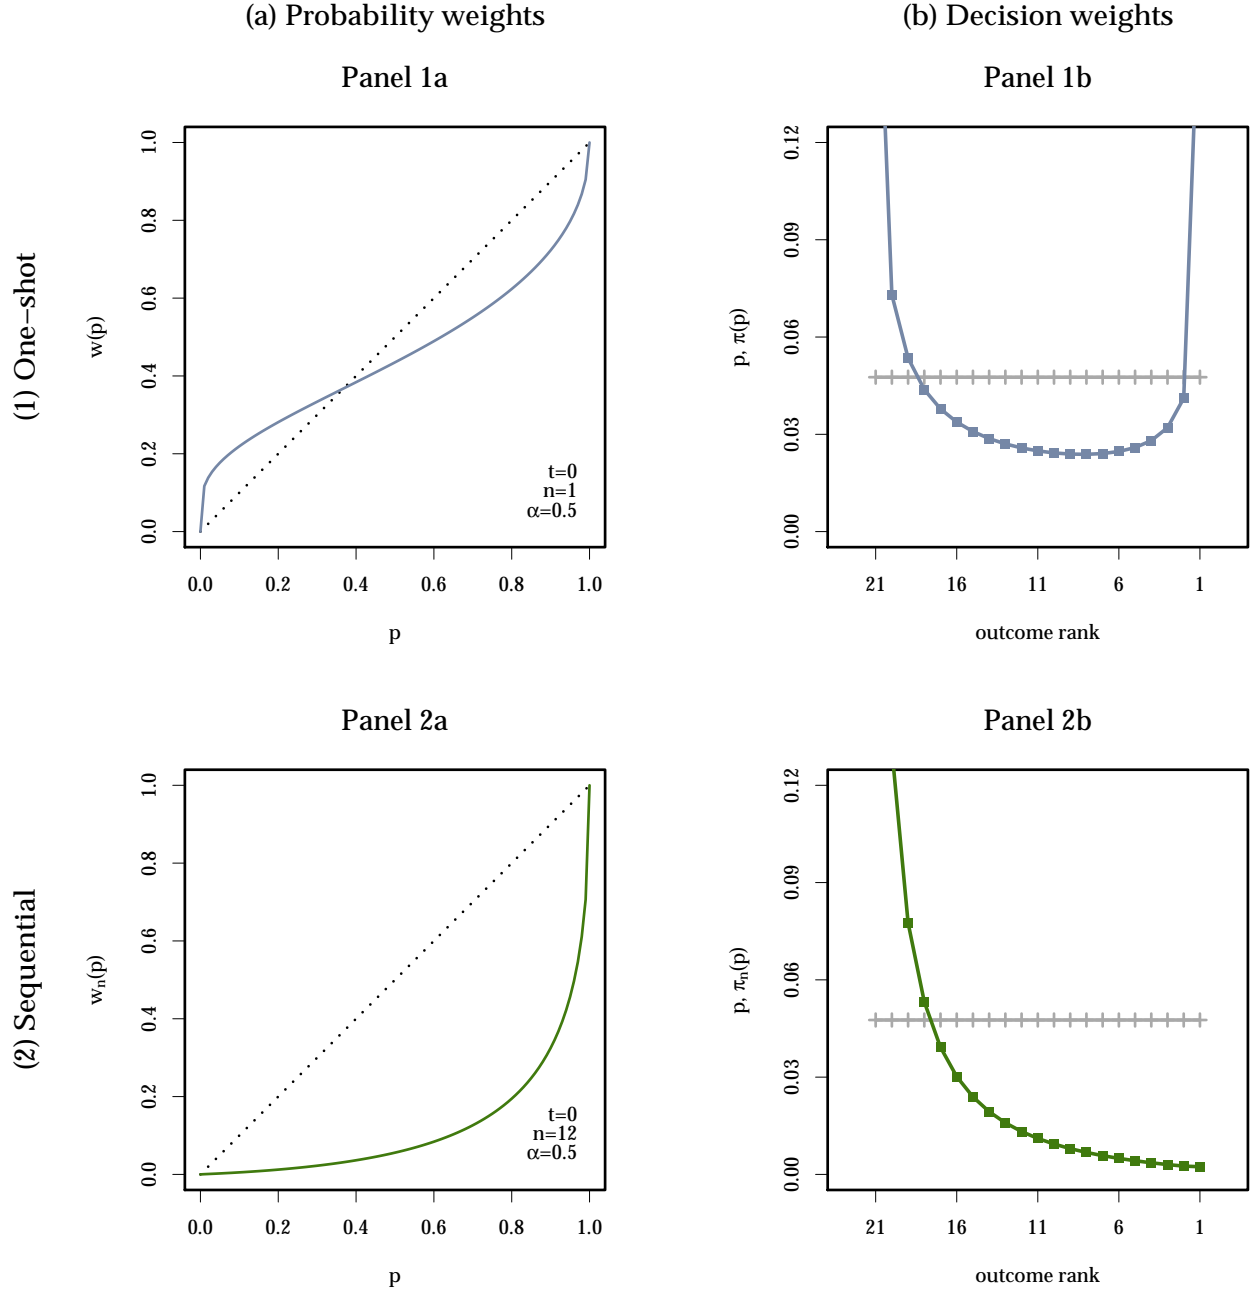 (a) Probability weights
(b) Decision weights
(1) One−shot
Panel 1a
1.0
0.8
0.6
0.4
0.2
0.0
w(p)
t=0
n=1
α=0.5
0.0 0.2 0.4 0.6 0.8 1.0
p
Panel 1b
0.12
0.09
0.06
0.03
0.00
p, π(p)
21 16 11 6 1
outcome rank
(2) Sequential
Panel 2a
1.0
0.8
0.6
0.4
0.2
0.0
wn(p)
t=0
n=12
α=0.5
0.0 0.2 0.4 0.6 0.8 1.0
p
Panel 2b
0.12
0.09
0.06
0.03
0.00
p, πn(p)
21 16 11 6 1
outcome rank